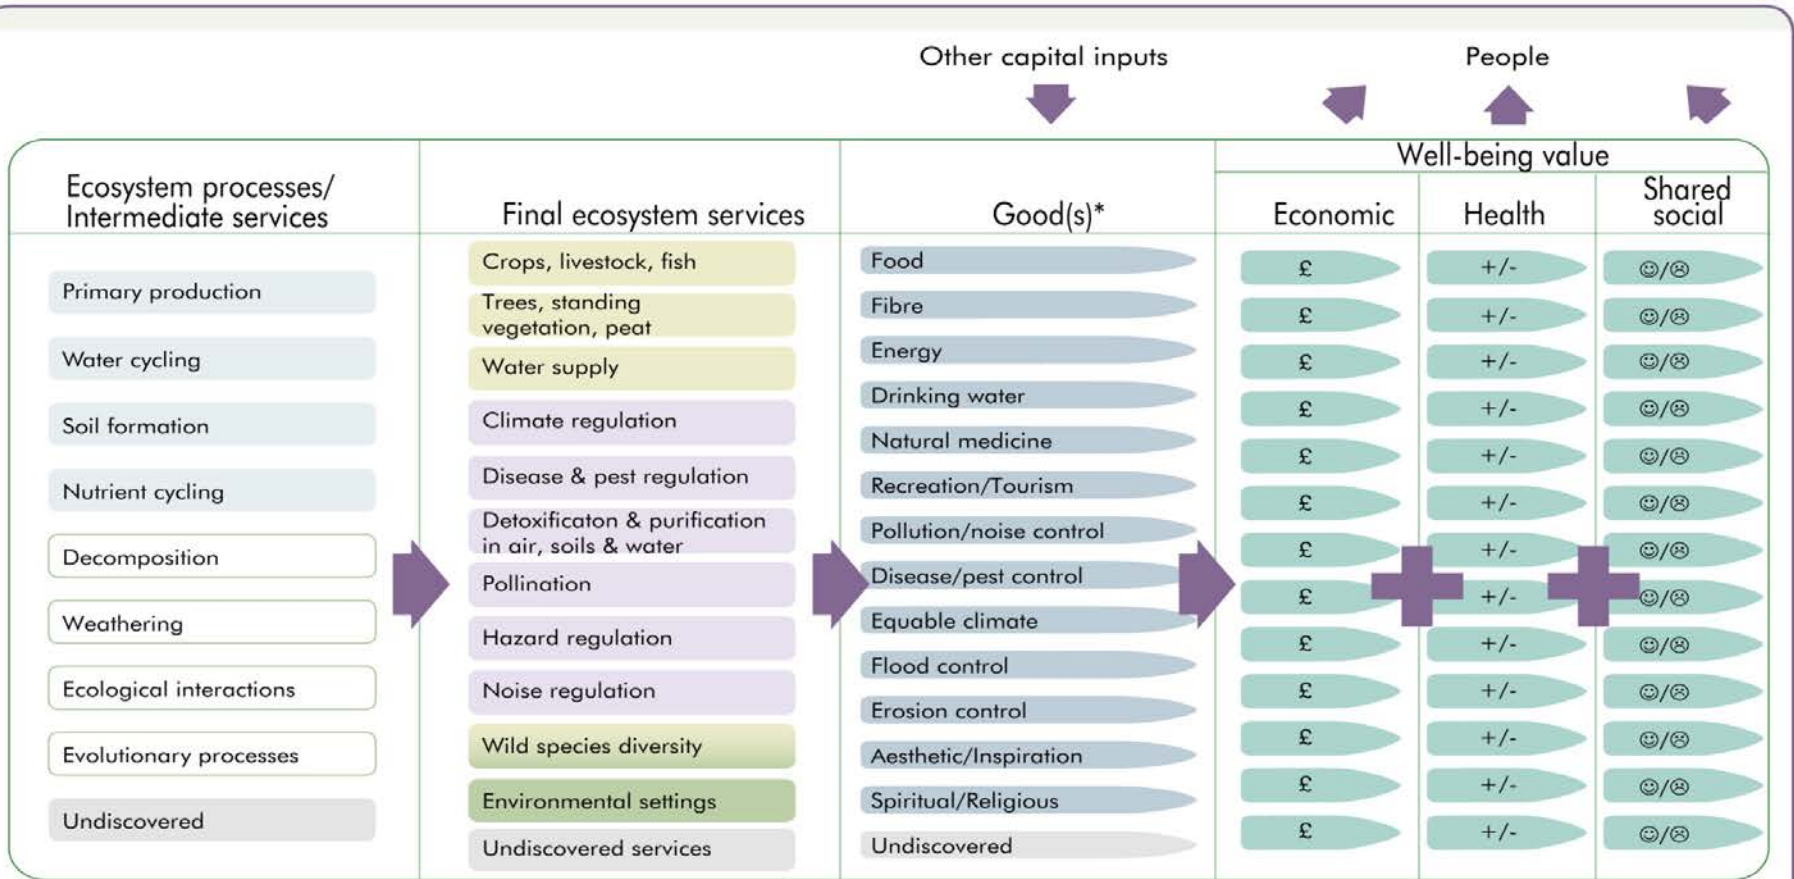 Other capital inputs
People
Well-being value
Ecosystem processes/
Intermediate services
Final ecosystem services
Good(s)*
Economic
Health
Shared
social
Primary production
Water cycling
Soil formation
Nutrient cycling
Decomposition
Weathering
Ecological interactions
Evolutionary processes
Undiscovered
Crops, livestock, fish
Trees, standing
vegetation, peat
Water supply
Climate regulation
Disease & pest regulation
Detoxificaton & purification
in air, soils & water
Pollination
Hazard regulation
Noise regulation
Wild species diversity
Environmental settings
Undiscovered services
Food
Fibre
Energy
Drinking water
Natural medicine
Recreation/Tourism
Pollution/noise control
Disease/pest control
Equable climate
Flood control
Erosion control
Aesthetic/Inspiration
Spiritual/Religious
Undiscovered
£
£
£
£
£
£
£
£
£
£
£
£
£
+/-
+/-
+/-
+/-
+/-
+/-
+/-
+/-
+/-
+/-
+/-
+/-
+/-
☺/☹
☺/☹
☺/☹
☺/☹
☺/☹
☺/☹
☺/☹
☺/☹
☺/☹
☺/☹
☺/☹
☺/☹
☺/☹